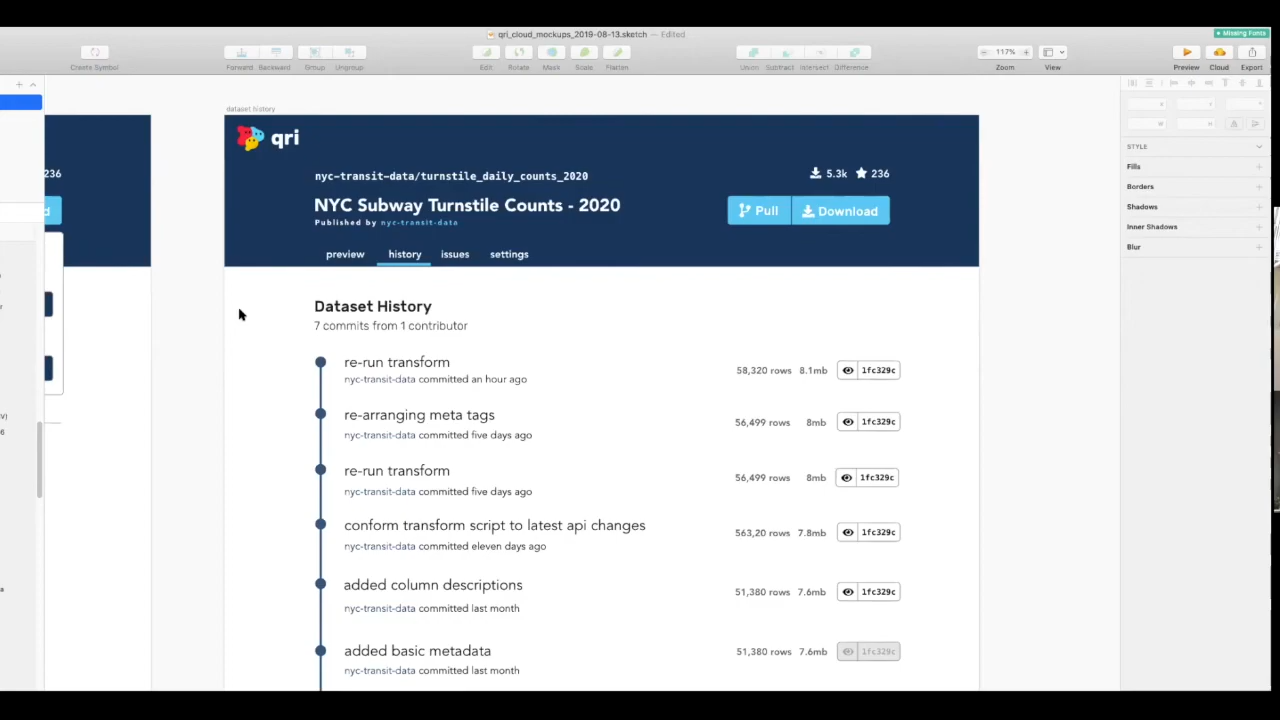 qri_cloud_mockups_2019-08-13.sketch — Edited
Missing Fonts
Create Symbol
Forward Backward Group Ungroup
Edit Rotate Mask Scale Flatten
Union Subtract Intersect Difference
117%
Zoom View
Preview Cloud Export
dataset history
qri
236
nyc-transit-data/turnstile_daily_counts_2020
5.3k 236
NYC Subway Turnstile Counts - 2020
Published by nyc-transit-data
Pull Download
preview history issues settings
Dataset History
7 commits from 1 contributor
re-run transform
nyc-transit-data committed an hour ago
58,320 rows 8.1mb 1fc329c
re-arranging meta tags
nyc-transit-data committed five days ago
56,499 rows 8mb 1fc329c
re-run transform
nyc-transit-data committed five days ago
56,499 rows 8mb 1fc329c
conform transform script to latest api changes
nyc-transit-data committed eleven days ago
563,20 rows 7.8mb 1fc329c
added column descriptions
nyc-transit-data committed last month
51,380 rows 7.6mb 1fc329c
added basic metadata
nyc-transit-data committed last month
51,380 rows 7.6mb 1fc329c
STYLE
Fills
Borders
Shadows
Inner Shadows
Blur